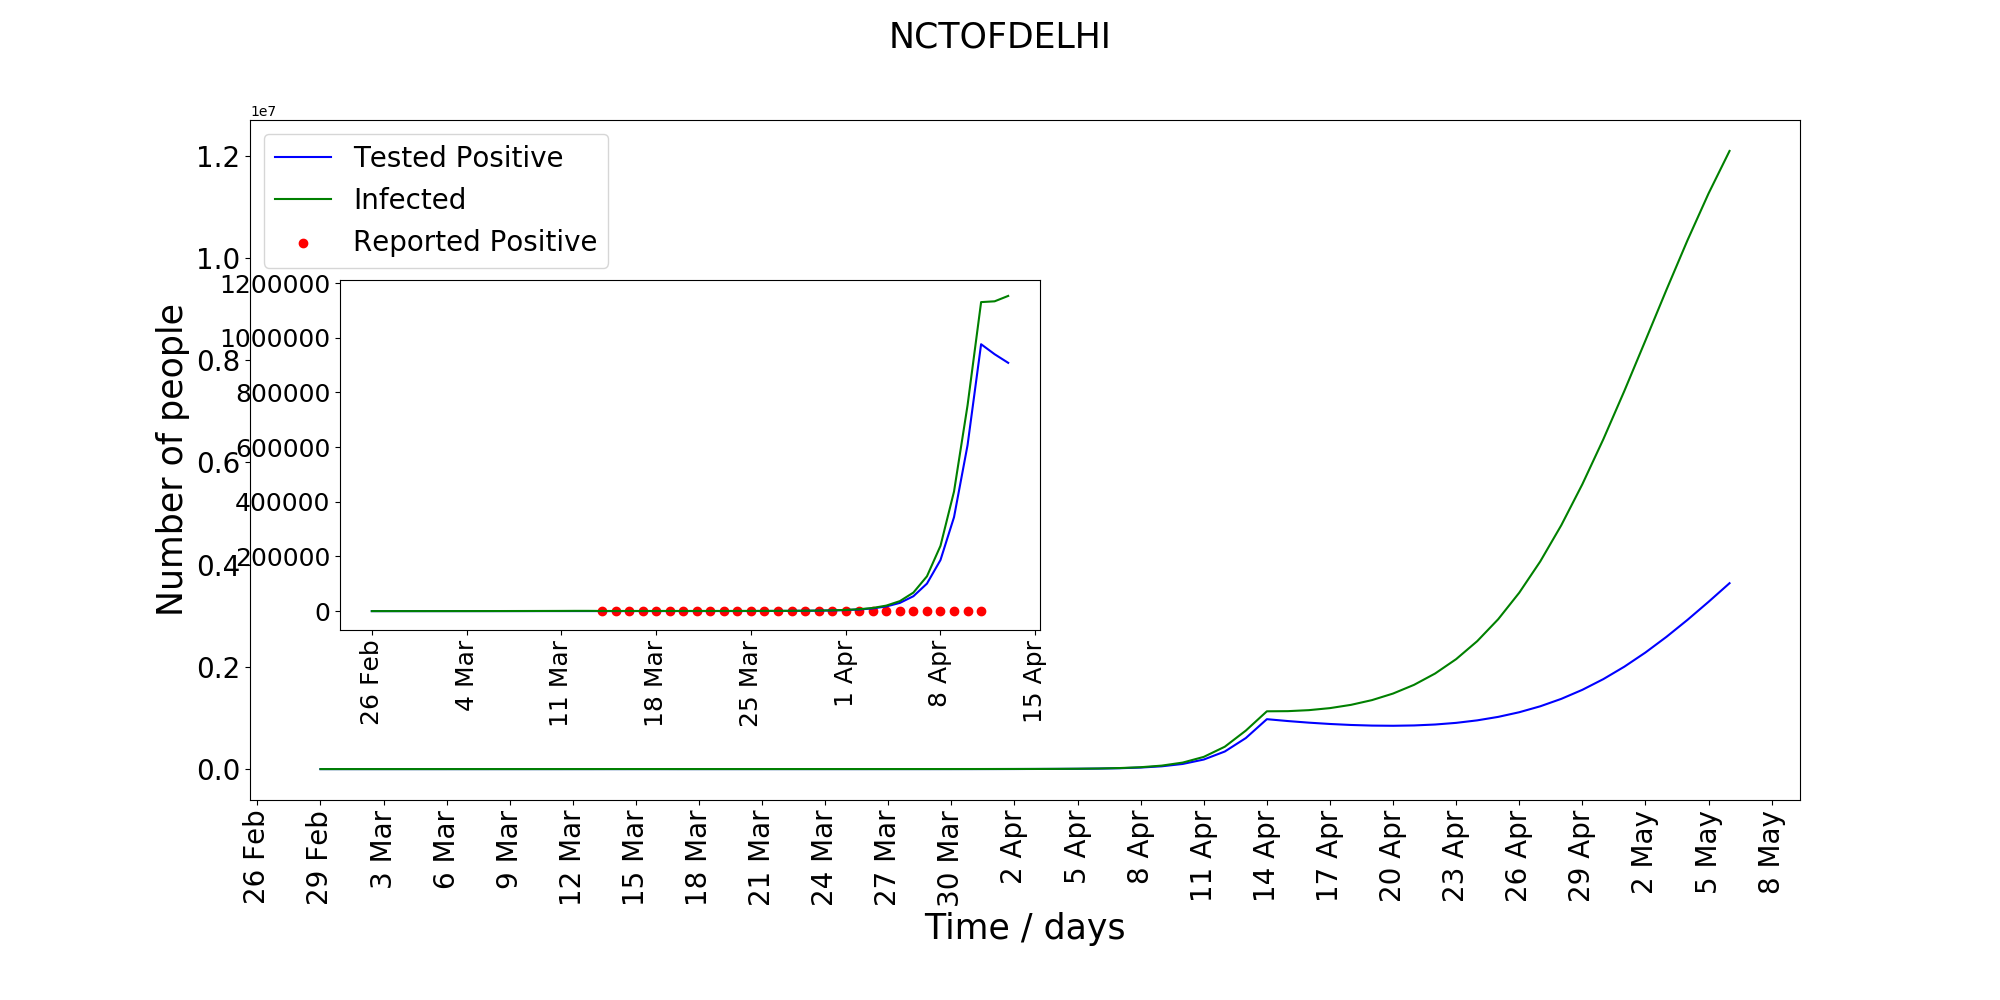 NCTOFDELHI
1e7
1.2
1.0
0.8
0.6
0.4
0.2
0.0
Number of people
Tested Positive
Infected
Reported Positive
1200000
1000000
800000
600000
400000
200000
0
26 Feb
4 Mar
11 Mar
18 Mar
25 Mar
1 Apr
8 Apr
15 Apr
26 Feb
29 Feb
3 Mar
6 Mar
9 Mar
12 Mar
15 Mar
18 Mar
21 Mar
24 Mar
27 Mar
30 Mar
2 Apr
5 Apr
8 Apr
11 Apr
14 Apr
17 Apr
20 Apr
23 Apr
26 Apr
29 Apr
2 May
5 May
8 May
Time / days